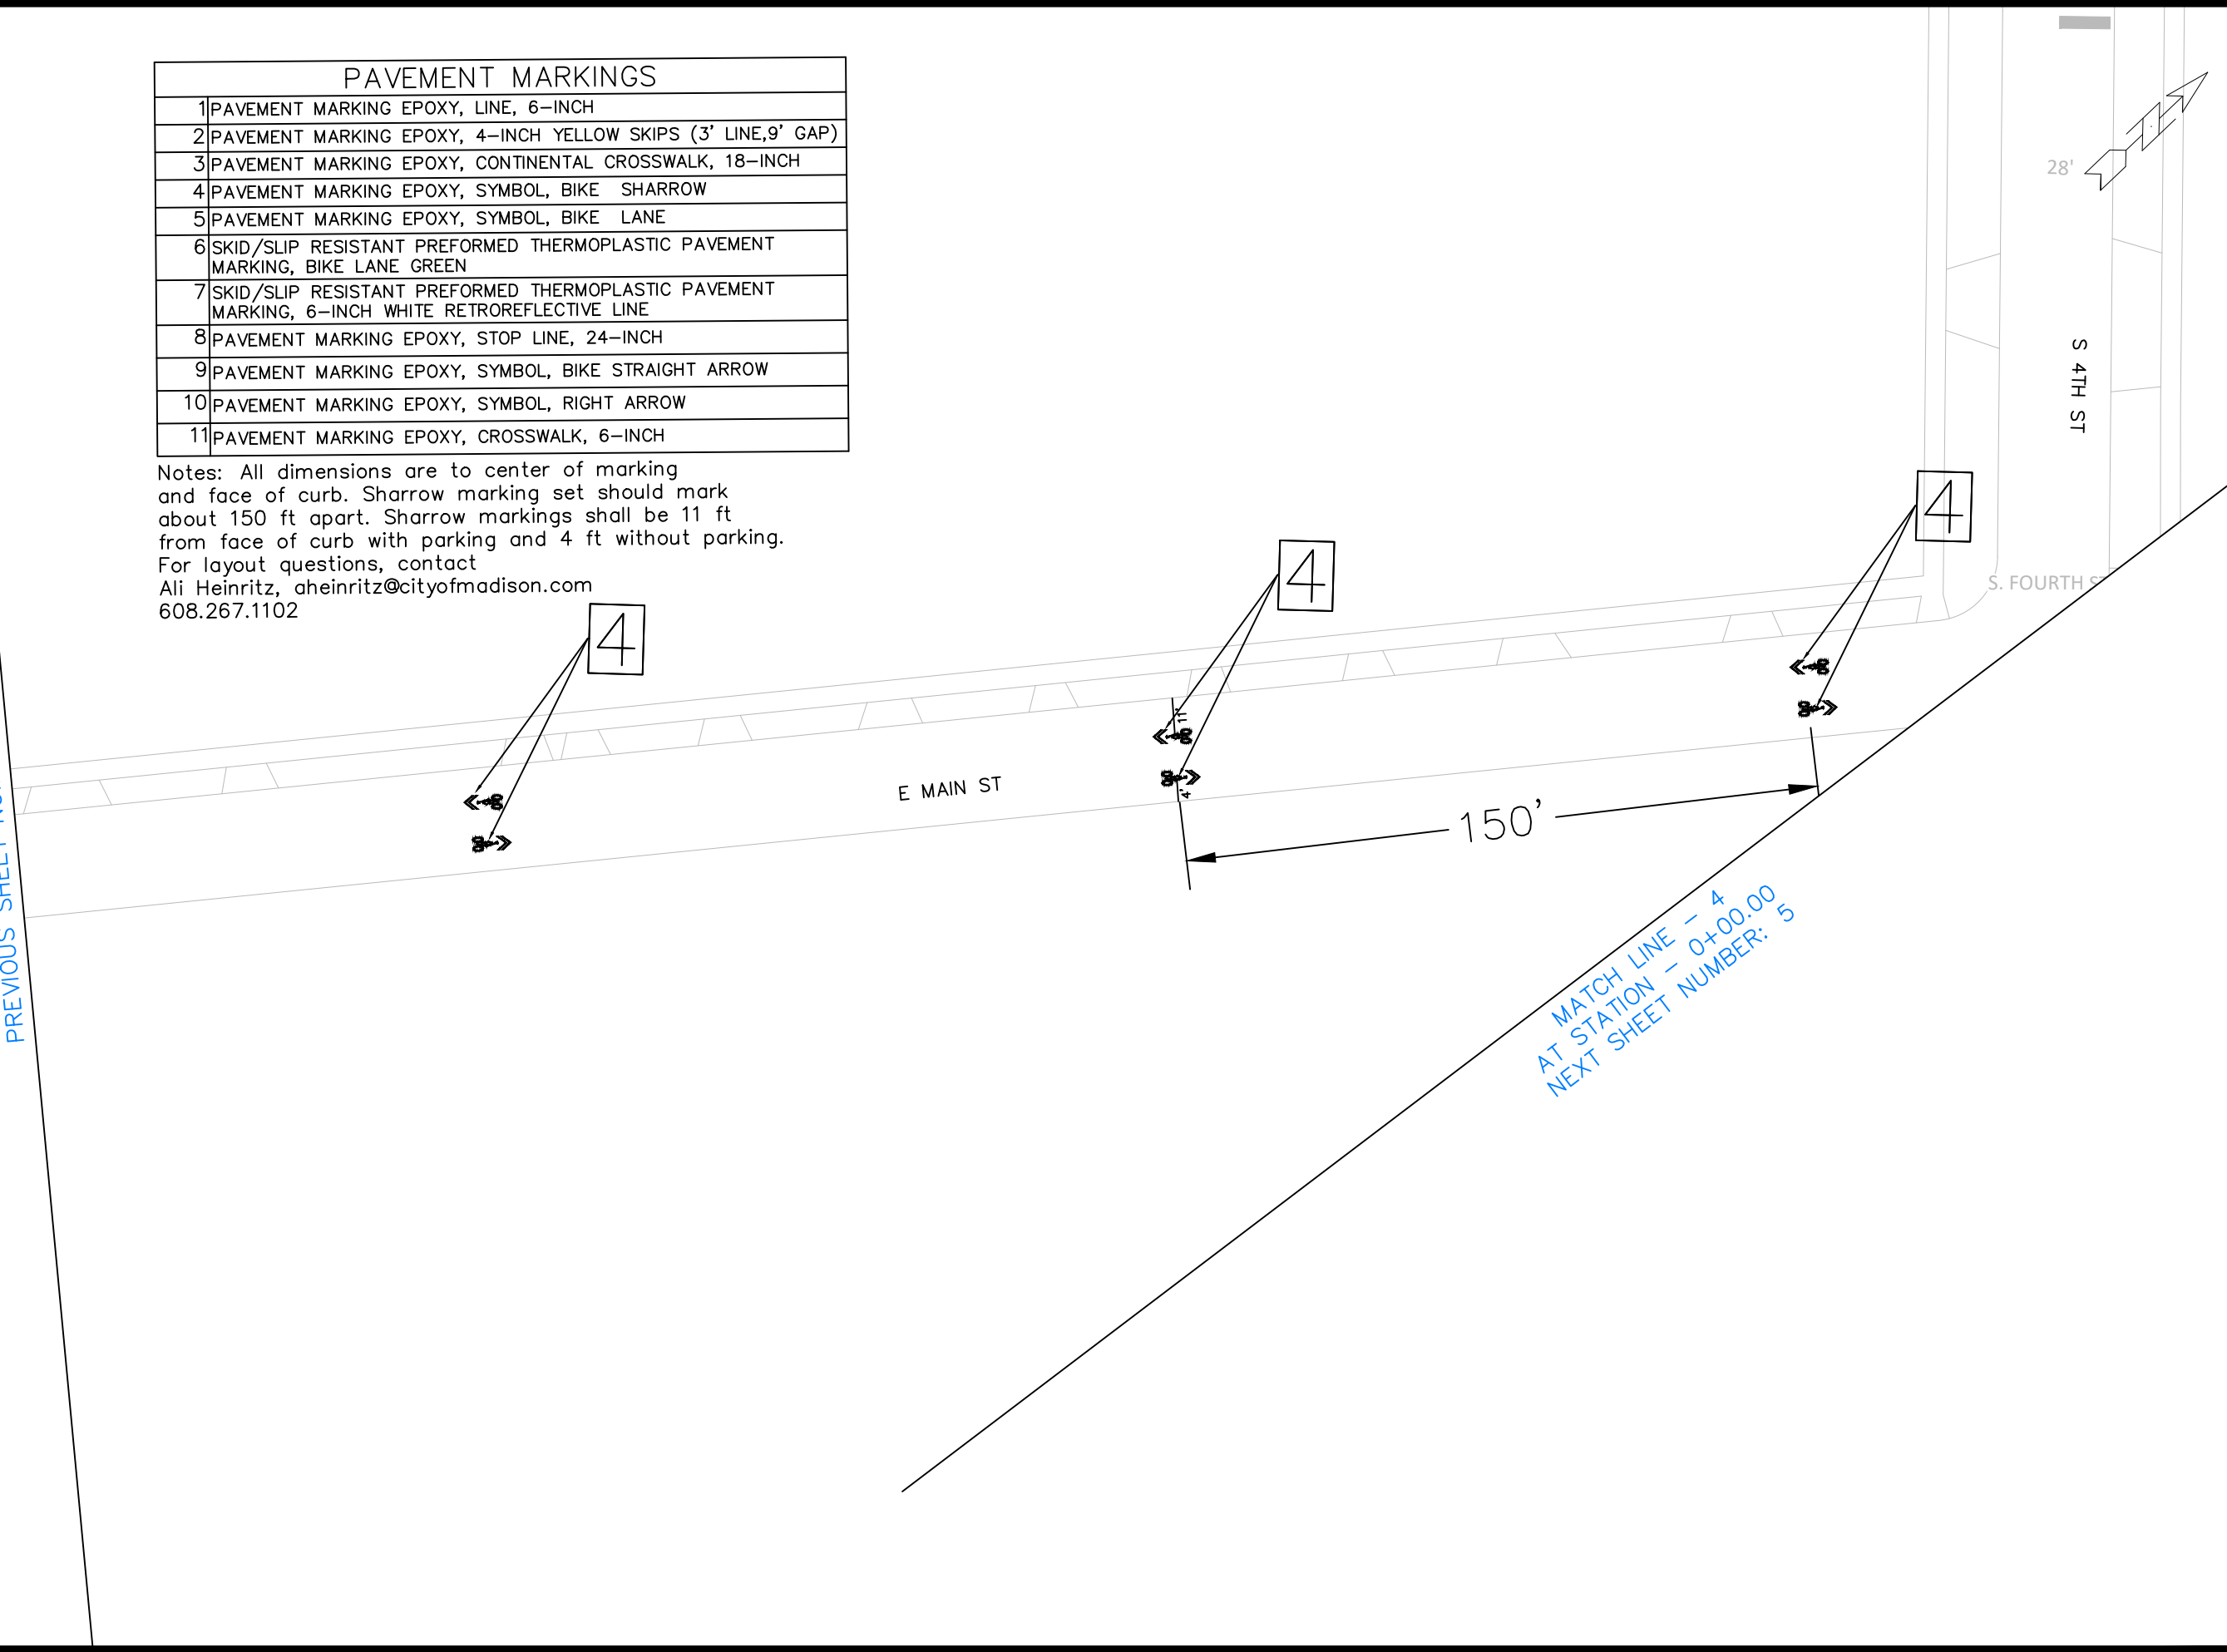 PAVEMENT MARKINGS
1 PAVEMENT MARKING EPOXY, LINE, 6-INCH
2 PAVEMENT MARKING EPOXY, 4-INCH YELLOW SKIPS (3' LINE,9' GAP)
3 PAVEMENT MARKING EPOXY, CONTINENTAL CROSSWALK, 18-INCH
4 PAVEMENT MARKING EPOXY, SYMBOL, BIKE SHARROW
5 PAVEMENT MARKING EPOXY, SYMBOL, BIKE LANE
6 SKID/SLIP RESISTANT PREFORMED THERMOPLASTIC PAVEMENT
MARKING, BIKE LANE GREEN
7 SKID/SLIP RESISTANT PREFORMED THERMOPLASTIC PAVEMENT
MARKING, 6-INCH WHITE RETROREFLECTIVE LINE
8 PAVEMENT MARKING EPOXY, STOP LINE, 24-INCH
9 PAVEMENT MARKING EPOXY, SYMBOL, BIKE STRAIGHT ARROW
10 PAVEMENT MARKING EPOXY, SYMBOL, RIGHT ARROW
11 PAVEMENT MARKING EPOXY, CROSSWALK, 6-INCH
Notes: All dimensions are to center of marking
and face of curb. Sharrow marking set should mark
about 150 ft apart. Sharrow markings shall be 11 ft
from face of curb with parking and 4 ft without parking.
For layout questions, contact
Ali Heinritz, aheinritz@cityofmadison.com
608.267.1102
28'
S 4TH ST
S. FOURTH
4
4
4
11'
4'
E MAIN ST
150'
PREVIOUS SHEET
MATCH LINE - 4
AT STATION - 0+00.00
NEXT SHEET NUMBER: 5